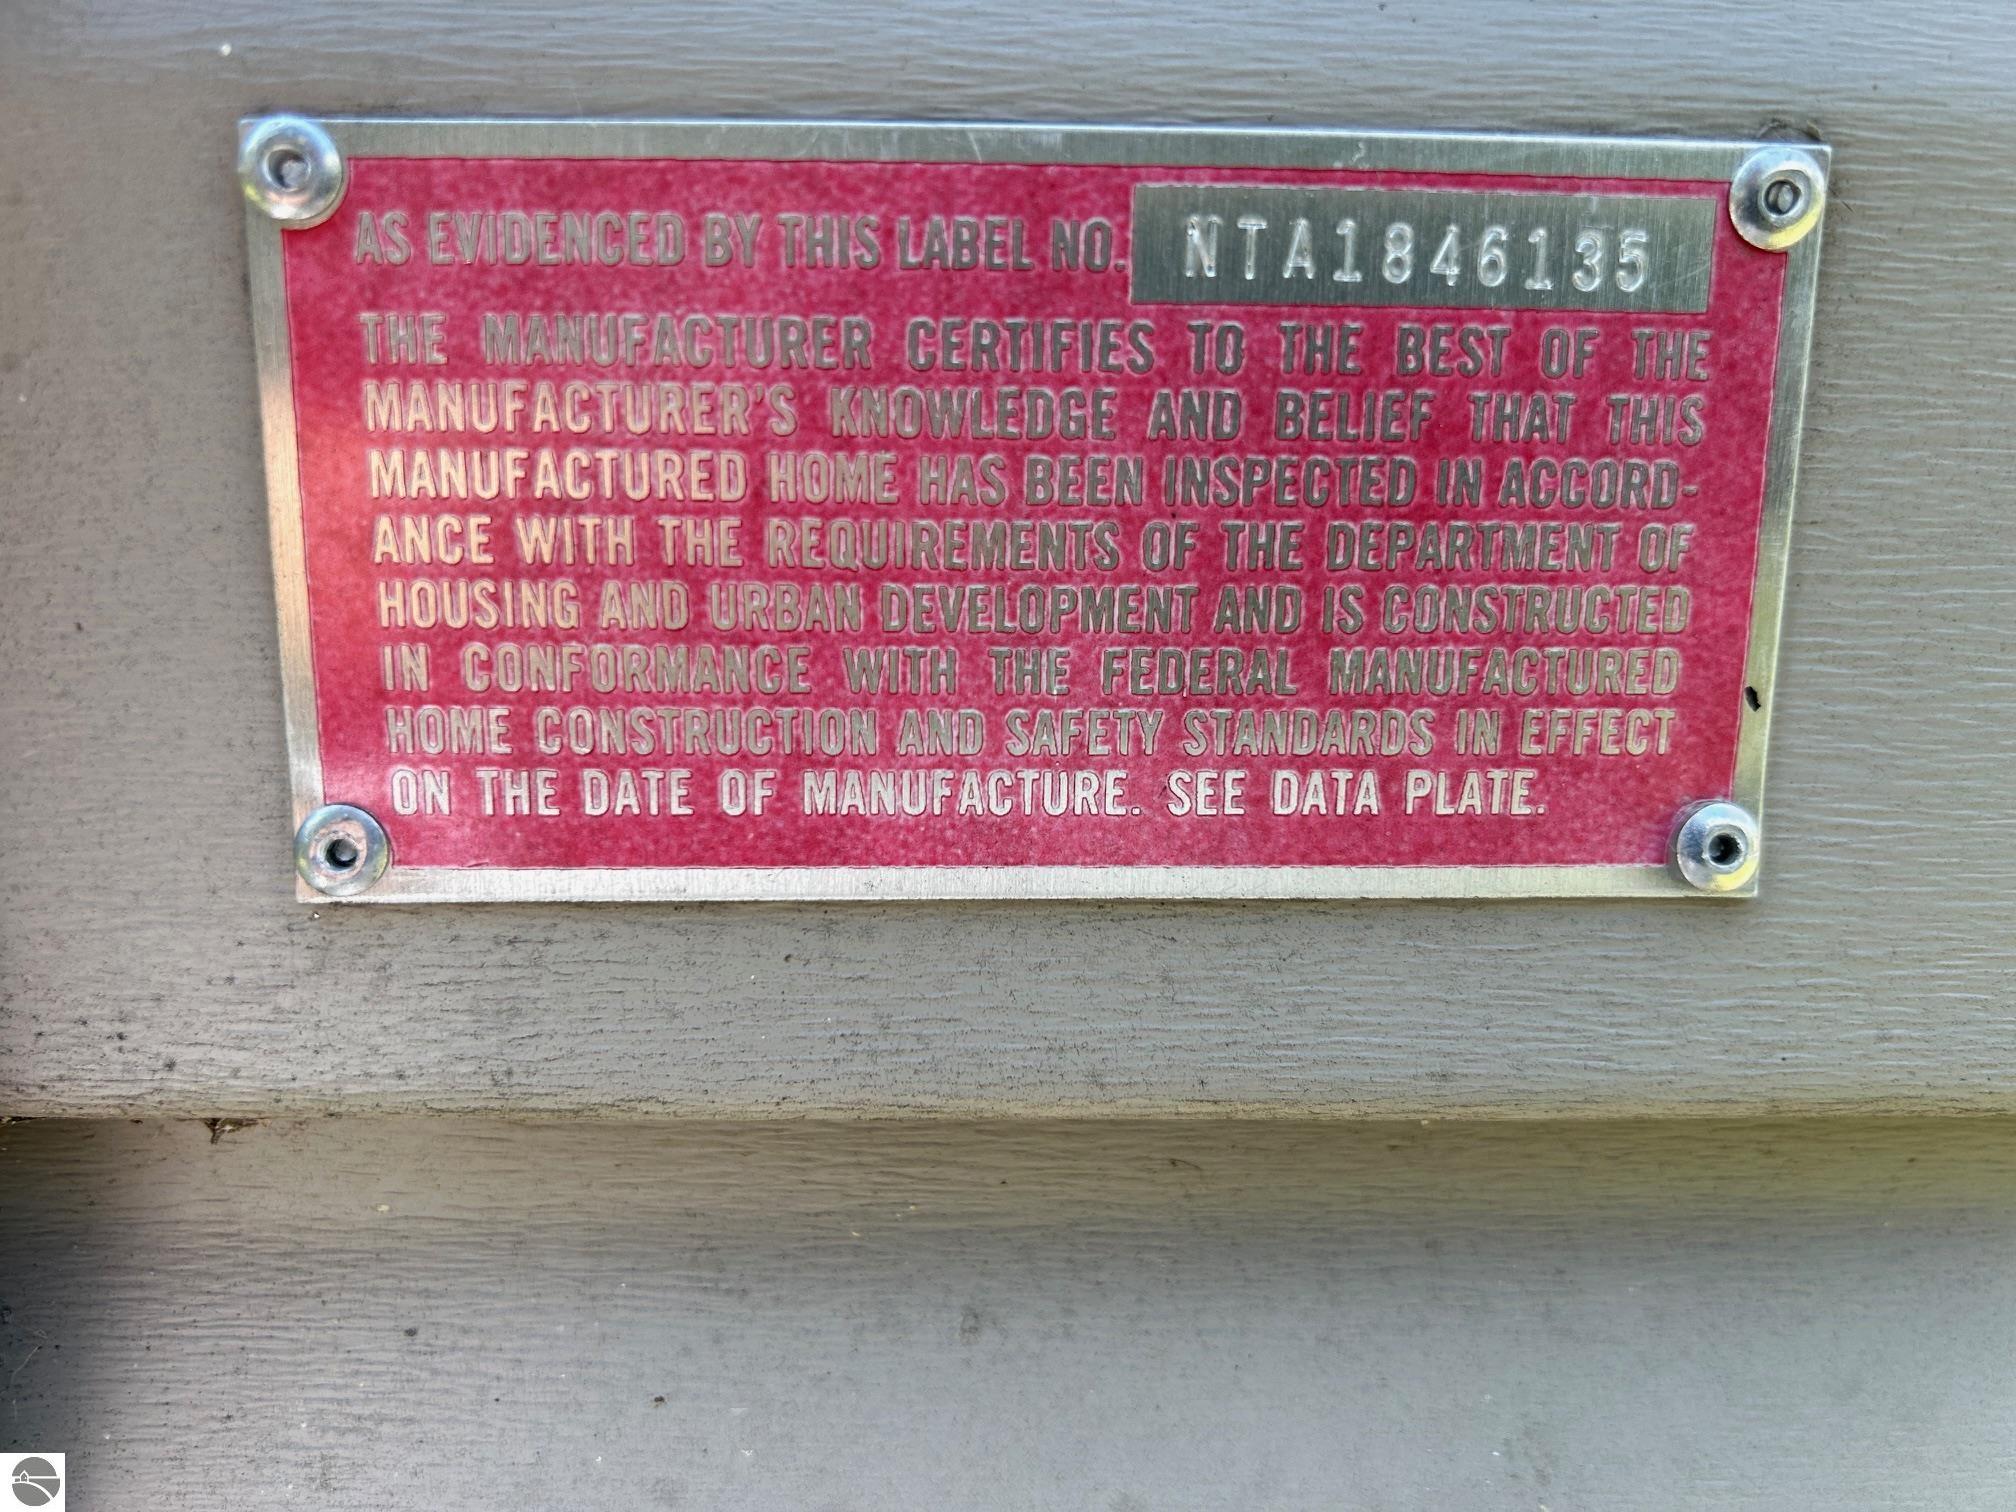 AS EVIDENCED BY THIS LABEL NO. NTA1846135
THE MANUFACTURER CERTIFIES TO THE BEST OF THE
MANUFACTURER'S KNOWLEDGE AND BELIEF THAT THIS
MANUFACTURED HOME HAS BEEN INSPECTED IN ACCORD-
ANCE WITH THE REQUIREMENTS OF THE DEPARTMENT OF
HOUSING AND URBAN DEVELOPMENT AND IS CONSTRUCTED
IN CONFORMANCE WITH THE FEDERAL MANUFACTURED
HOME CONSTRUCTION AND SAFETY STANDARDS IN EFFECT
ON THE DATE OF MANUFACTURE. SEE DATA PLATE.